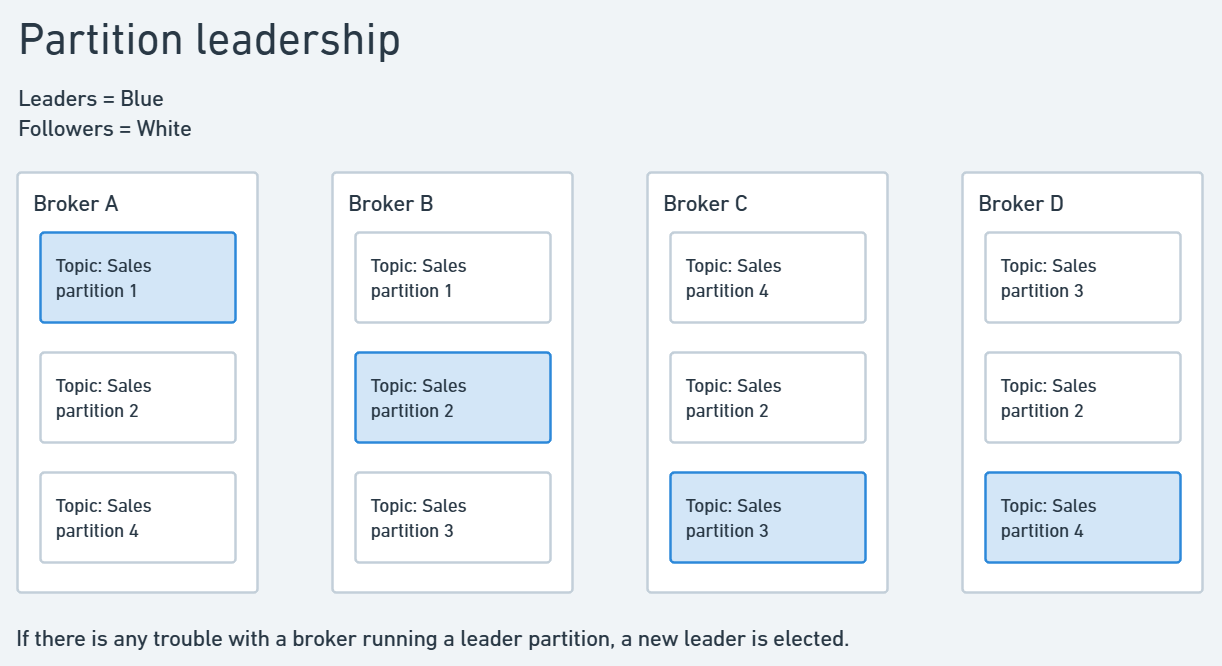 Partition leadership
Leaders = Blue
Followers = White
Broker A
Topic: Sales
partition 1
Topic: Sales
partition 2
Topic: Sales
partition 4
Broker B
Topic: Sales
partition 1
Topic: Sales
partition 2
Topic: Sales
partition 3
Broker C
Topic: Sales
partition 4
Topic: Sales
partition 2
Topic: Sales
partition 3
Broker D
Topic: Sales
partition 3
Topic: Sales
partition 2
Topic: Sales
partition 4
If there is any trouble with a broker running a leader partition, a new leader is elected.